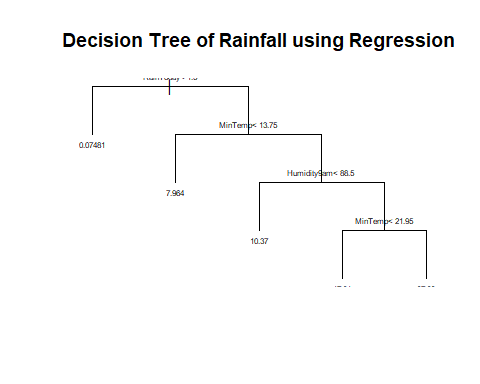 Decision Tree of Rainfall using Regression
0.07481
MinTemp< 13.75
7.964
Humidity9am< 88.5
10.37
MinTemp< 21.95